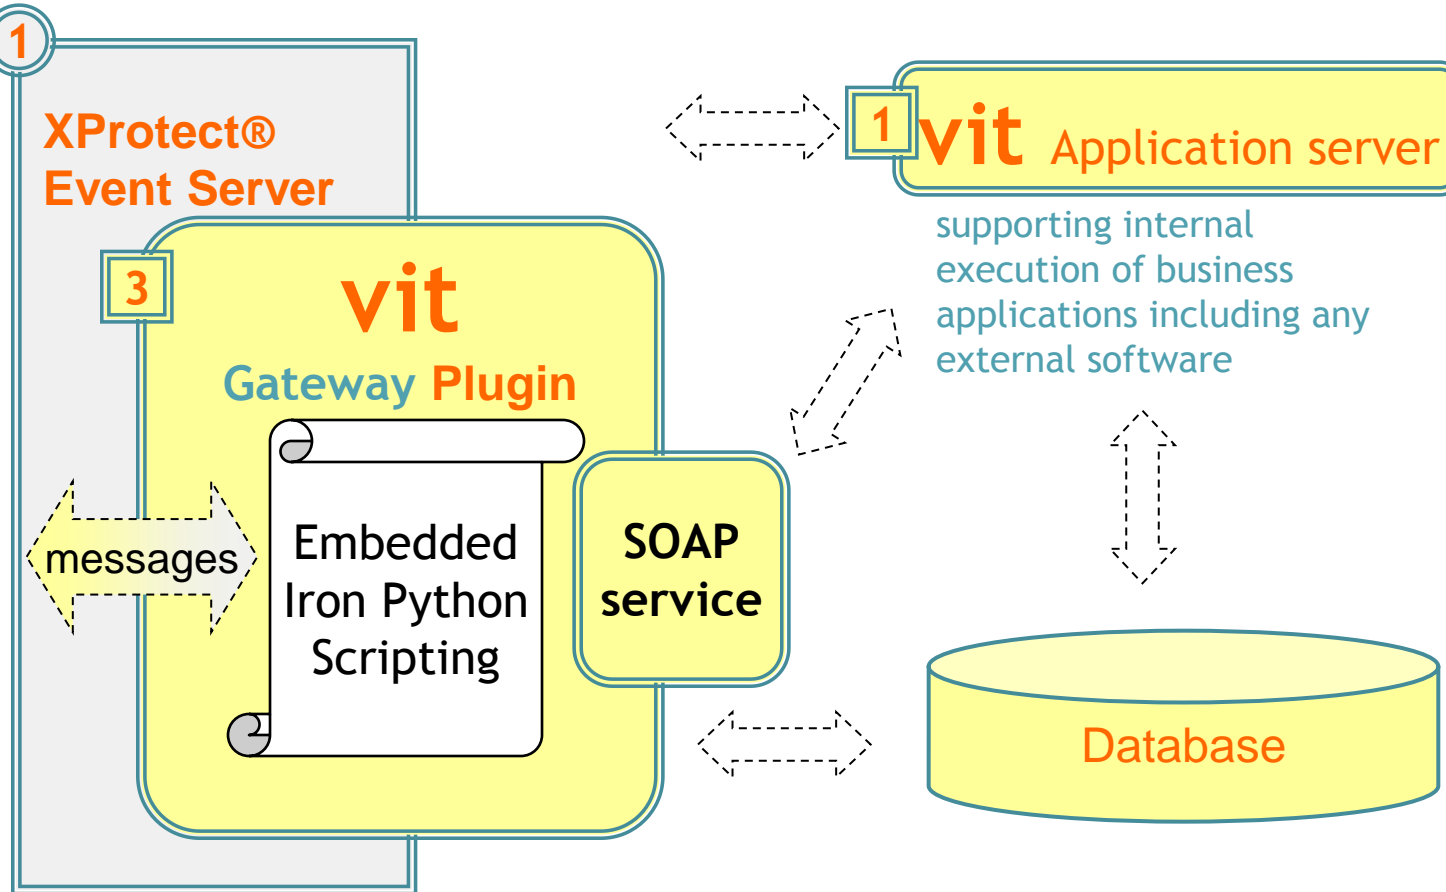 1
XProtect®
Event Server
3
vit
Gateway Plugin
messages
Embedded
Iron Python
Scripting
SOAP
service
1
vit Application server
supporting internal
execution of business
applications including any
external software
Database